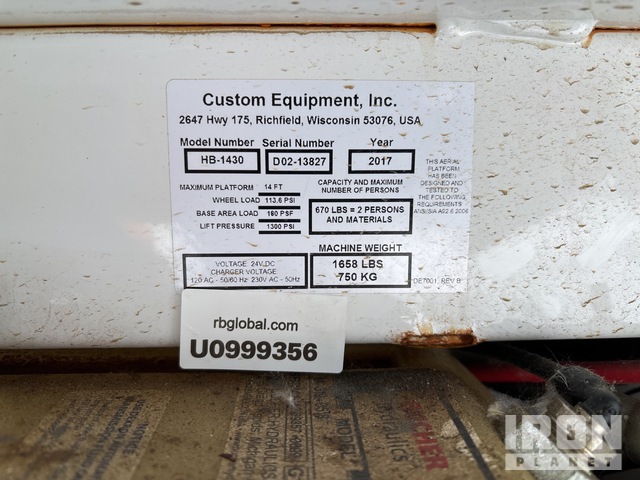 Custom Equipment, Inc.
2647 Hwy 175, Richfield, Wisconsin 53076, USA
Model Number Serial Number Year
HB-1430 D02-13827 2017
MAXIMUM PLATFORM 14 FT
WHEEL LOAD 113.6 PSI
BASE AREA LOAD 180 PSF
LIFT PRESSURE 1300 PSI
CAPACITY AND MAXIMUM
NUMBER OF PERSONS
670 LBS = 2 PERSONS
AND MATERIALS
THIS AERIAL
PLATFORM
HAS BEEN
DESIGNED AND
TESTED TO
THE FOLLOWING
REQUIREMENTS
ANSI/SIA A92.6 2006
MACHINE WEIGHT
1658 LBS
750 KG
VOLTAGE 24V,DC
CHARGER VOLTAGE
120 AC - 50/60 Hz 230V AC - 50Hz
DE7001, REV B
rbglobal.com
U0999356
IRON
PLANET